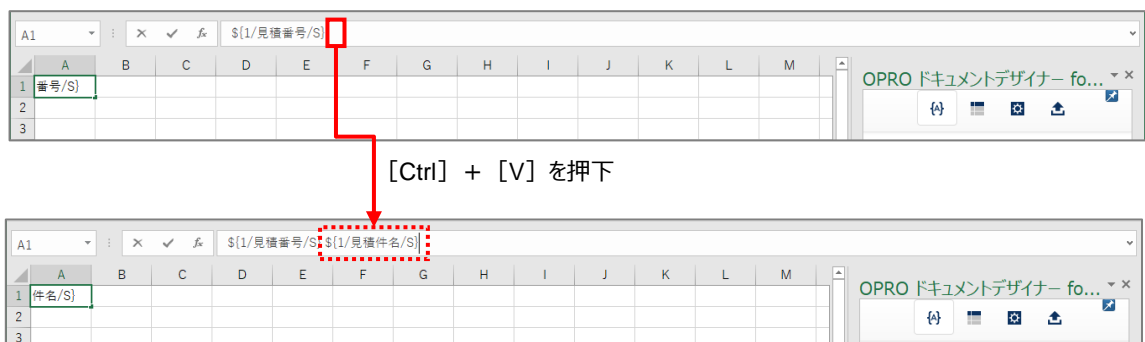 A1 ${1/見積番号/S}
A B C D E F G H I J K L M
1 番号/S}
2
3
OPRO ドキュメントデザイナー fo...
{A}
［Ctrl］ ＋ ［V］ を押下
A1 ${1/見積番号/S}${1/見積件名/S}
A B C D E F G H I J K L M
1 件名/S}
2
3
OPRO ドキュメントデザイナー fo...
{A}